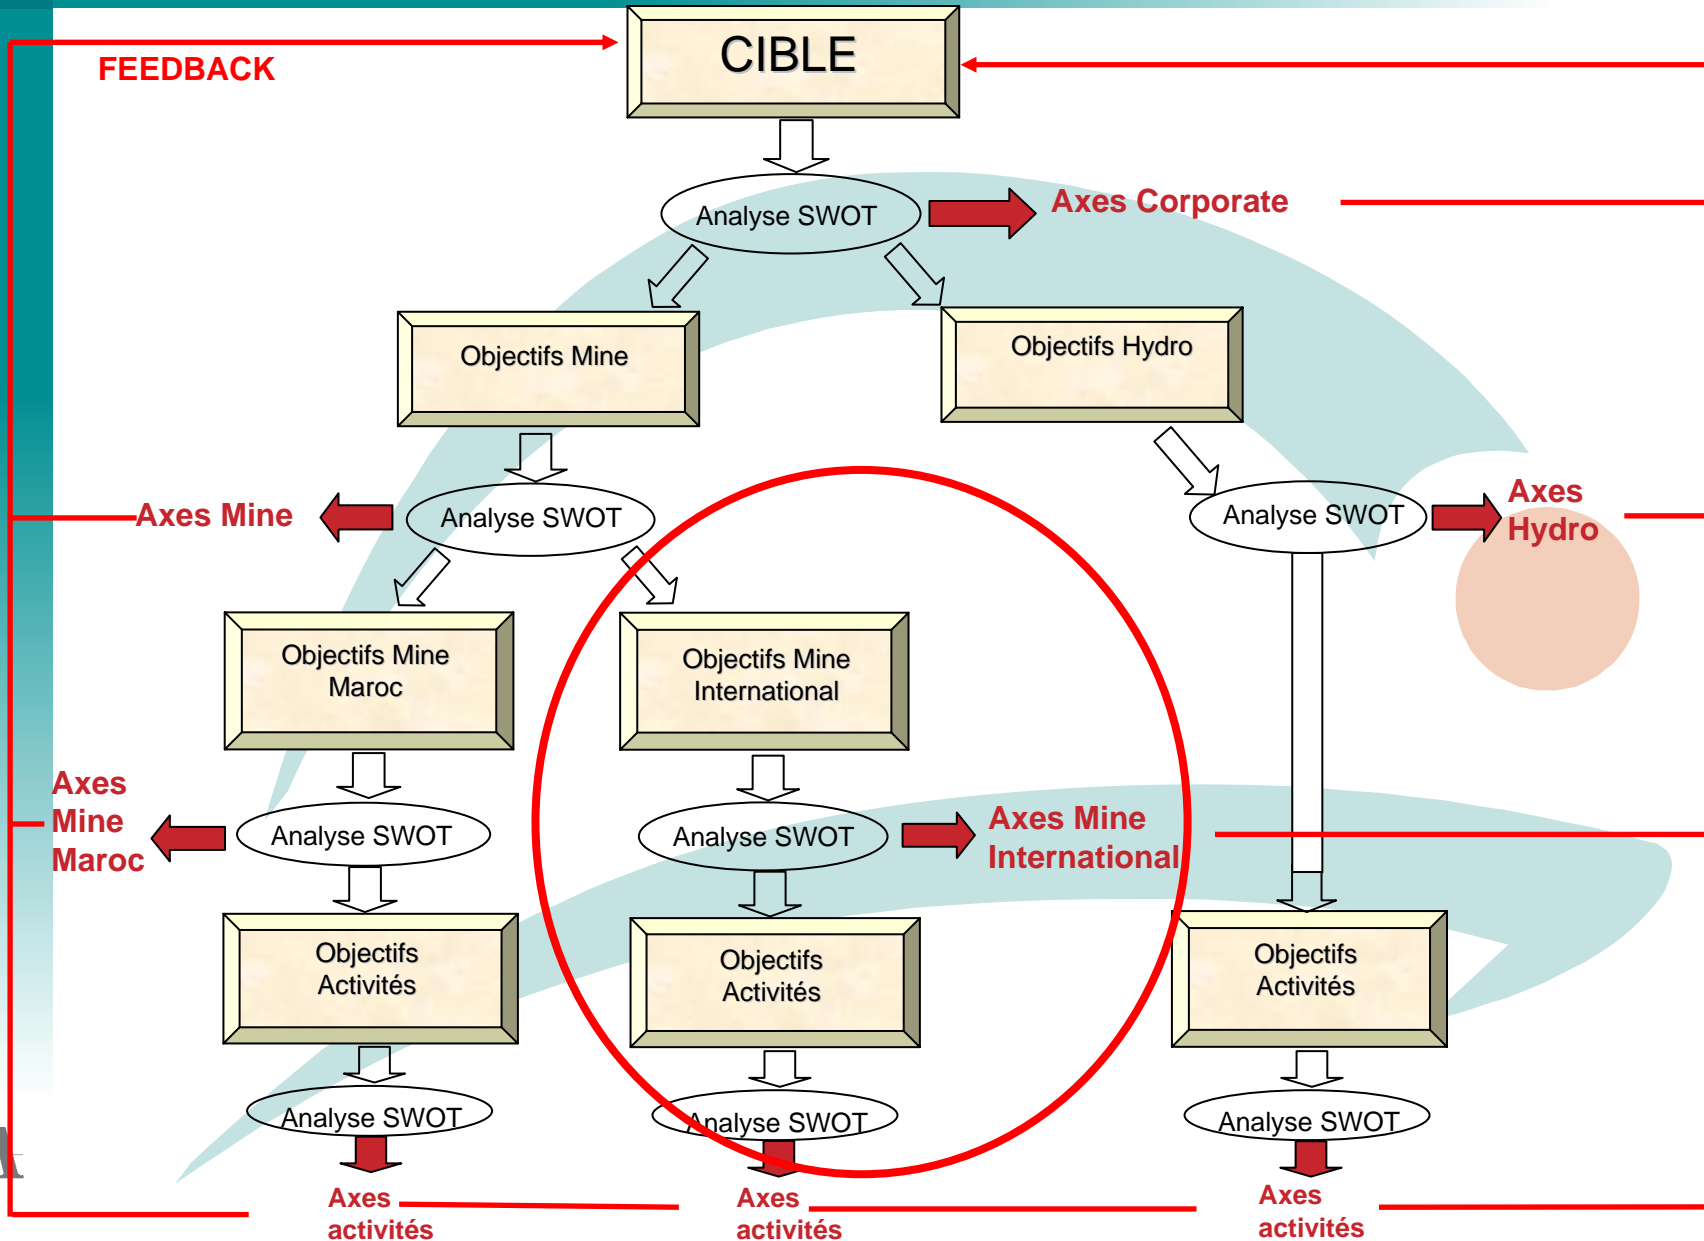 CIBLE
FEEDBACK
Analyse SWOT
Axes Corporate
Objectifs Mine
Objectifs Hydro
Axes Mine
Analyse SWOT
Analyse SWOT
Axes
Hydro
Objectifs Mine
Maroc
Objectifs Mine
International
Axes
Mine
Maroc
Analyse SWOT
Analyse SWOT
Axes Mine
International
Objectifs
Activités
Objectifs
Activités
Objectifs
Activités
Analyse SWOT
Analyse SWOT
Analyse SWOT
Axes
activités
Axes
activités
Axes
activités